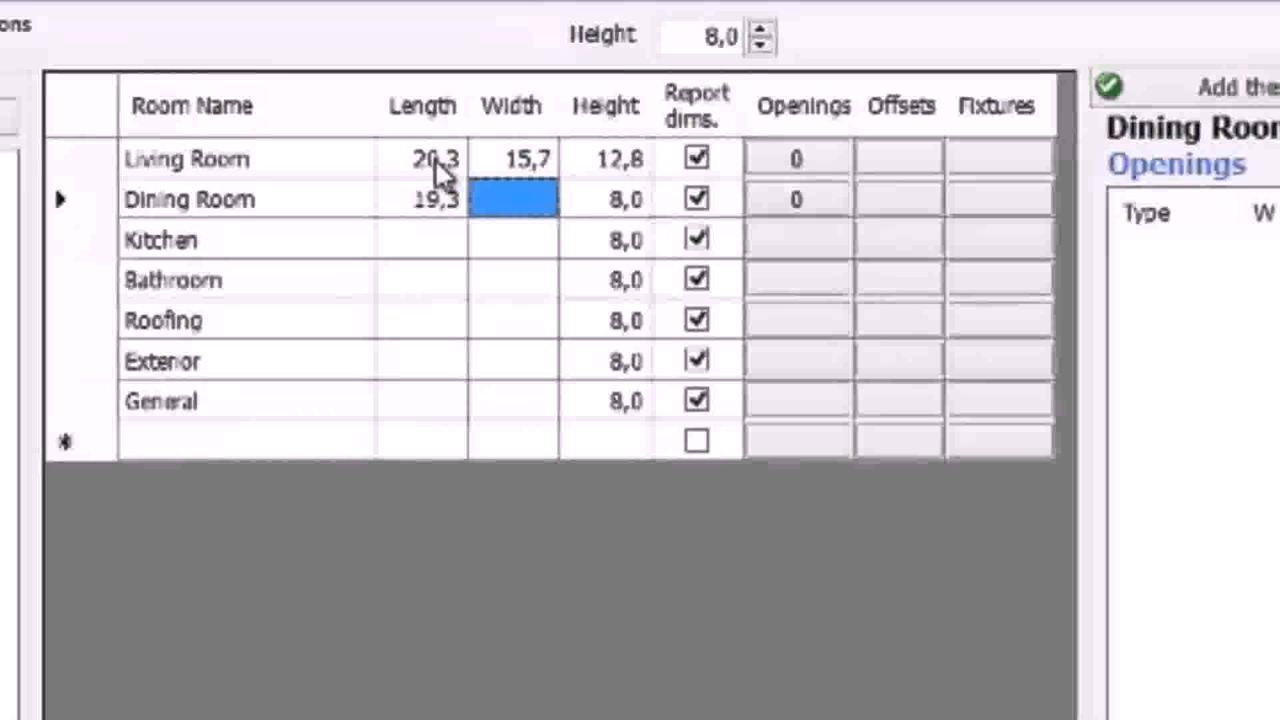 ons
Height 8,0
Room Name Length Width Height Report dims. Openings Offsets Fixtures
Living Room 20,3 15,7 12,8 0
Dining Room 19,3 8,0 0
Kitchen 8,0
Bathroom 8,0
Roofing 8,0
Exterior 8,0
General 8,0
Add the
Dining Roor
Openings
Type W